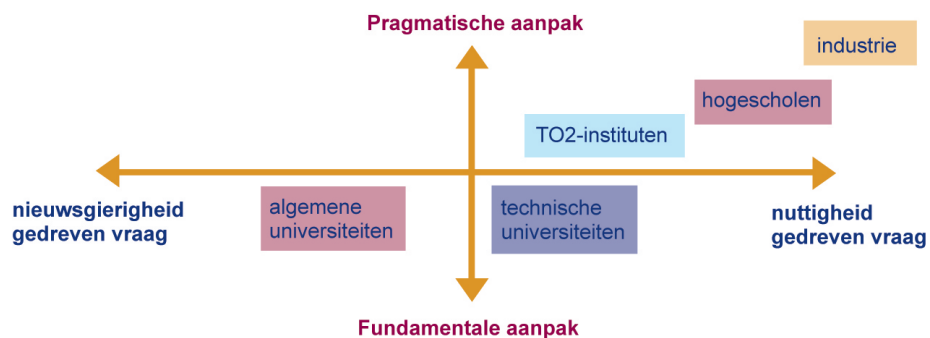 Pragmatische aanpak
industrie
hogescholen
TO2-instituten
nieuwsgierigheid
gedreven vraag
algemene
universiteiten
technische
universiteiten
nuttigheid
gedreven vraag
Fundamentale aanpak